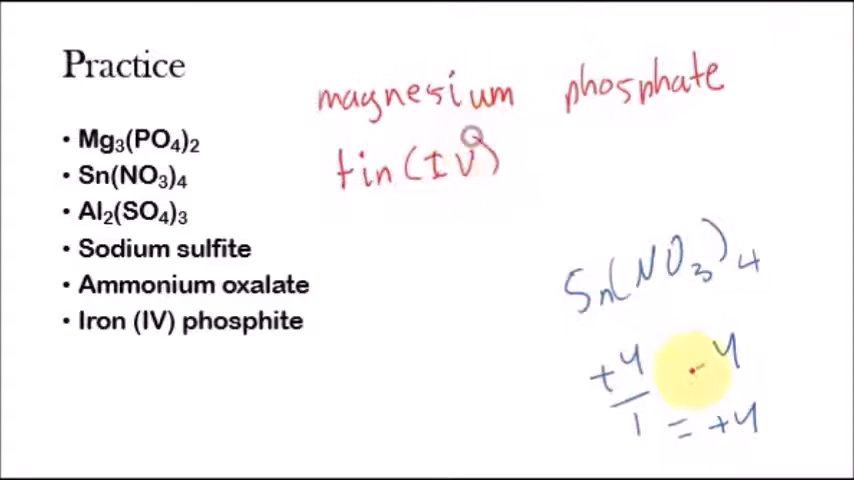 Practice
magnesium phosphate
• Mg₃(PO₄)₂
tin(IV)
• Sn(NO₃)₄
• Al₂(SO₄)₃
• Sodium sulfite
• Ammonium oxalate
• Iron (IV) phosphite
Sn(NO₃)₄
+4 -4
1 = +4